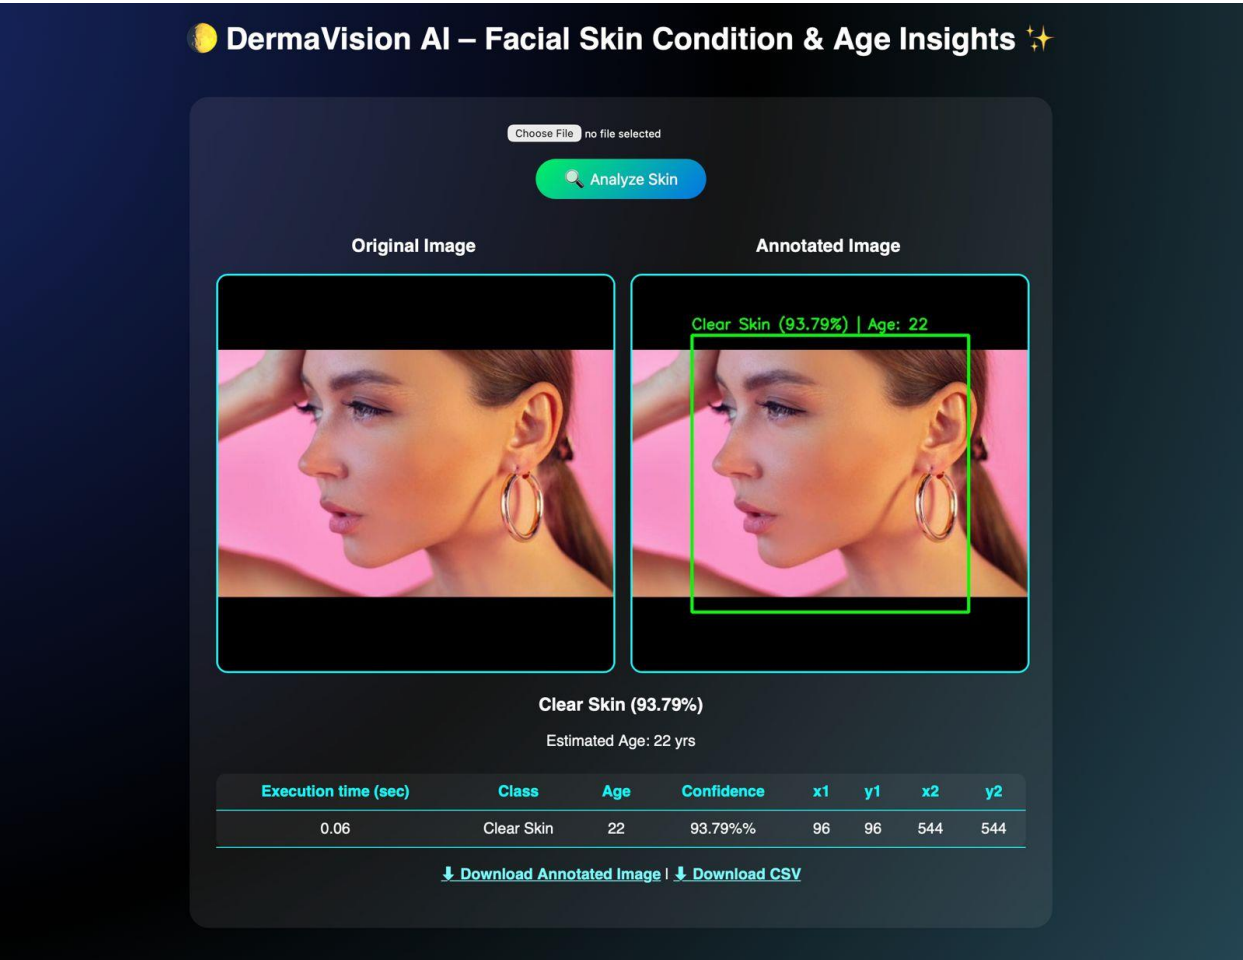 🌔 DermaVision AI – Facial Skin Condition & Age Insights ✨
Choose File no file selected
🔍 Analyze Skin
Original Image
Annotated Image
Clear Skin (93.79%) | Age: 22
Clear Skin (93.79%)
Estimated Age: 22 yrs
Execution time (sec) Class Age Confidence x1 y1 x2 y2
0.06 Clear Skin 22 93.79%% 96 96 544 544
⬇ Download Annotated Image | ⬇ Download CSV